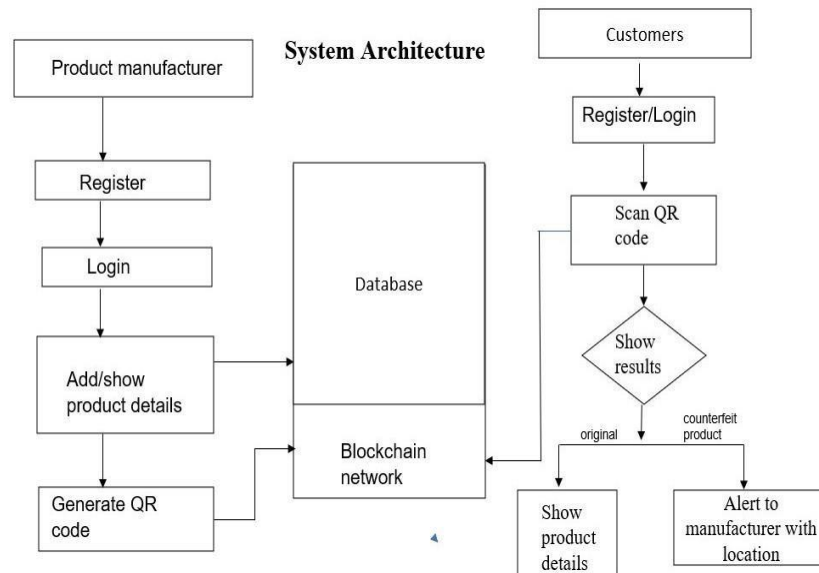 System Architecture
Product manufacturer
Register
Login
Add/show
product details
Generate QR
code
Database
Blockchain
network
Customers
Register/Login
Scan QR
code
Show
results
original
counterfeit
product
Show
product
details
Alert to
manufacturer with
location